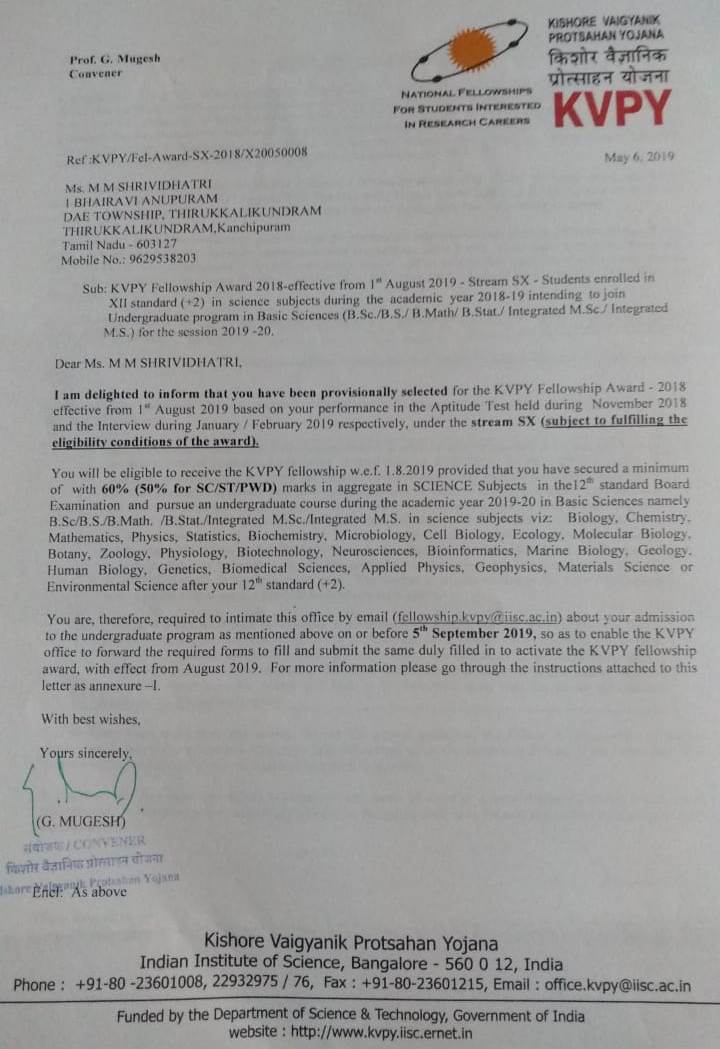 Prof. G. Mugesh
Convener
NATIONAL FELLOWSHIPS
FOR STUDENTS INTERESTED
IN RESEARCH CAREERS
KISHORE VAIGYANIK
PROTSAHAN YOJANA
किशोर वैज्ञानिक
प्रोत्साहन योजना
KVPY
Ref :KVPY/Fel-Award-SX-2018/X20050008
May 6, 2019
Ms. M M SHRIVIDHATRI
1 BHAIRAVI ANUPURAM
DAE TOWNSHIP, THIRUKKALIKUNDRAM
THIRUKKALIKUNDRAM,Kanchipuram
Tamil Nadu - 603127
Mobile No.: 9629538203
Sub: KVPY Fellowship Award 2018-effective from 1st August 2019 - Stream SX - Students enrolled in
XII standard (+2) in science subjects during the academic year 2018-19 intending to join
Undergraduate program in Basic Sciences (B.Sc./B.S./ B.Math/ B.Stat./ Integrated M.Sc./ Integrated
M.S.) for the session 2019 -20.
Dear Ms. M M SHRIVIDHATRI,
I am delighted to inform that you have been provisionally selected for the KVPY Fellowship Award - 2018
effective from 1st August 2019 based on your performance in the Aptitude Test held during November 2018
and the Interview during January / February 2019 respectively, under the stream SX (subject to fulfilling the
eligibility conditions of the award).
You will be eligible to receive the KVPY fellowship w.e.f. 1.8.2019 provided that you have secured a minimum
of with 60% (50% for SC/ST/PWD) marks in aggregate in SCIENCE Subjects in the12th standard Board
Examination and pursue an undergraduate course during the academic year 2019-20 in Basic Sciences namely
B.Sc/B.S./B.Math. /B.Stat./Integrated M.Sc./Integrated M.S. in science subjects viz: Biology, Chemistry,
Mathematics, Physics, Statistics, Biochemistry, Microbiology, Cell Biology, Ecology, Molecular Biology,
Botany, Zoology, Physiology, Biotechnology, Neurosciences, Bioinformatics, Marine Biology, Geology,
Human Biology, Genetics, Biomedical Sciences, Applied Physics, Geophysics, Materials Science or
Environmental Science after your 12th standard (+2).
You are, therefore, required to intimate this office by email (fellowship.kvpy@iisc.ac.in) about your admission
to the undergraduate program as mentioned above on or before 5th September 2019, so as to enable the KVPY
office to forward the required forms to fill and submit the same duly filled in to activate the KVPY fellowship
award, with effect from August 2019. For more information please go through the instructions attached to this
letter as annexure –I.
With best wishes,
Yours sincerely,
(G. MUGESH)
संयोजक / CONVENER
किशोर वैज्ञानिक प्रोत्साहन योजना
Vaigyanik Protsahan Yojana
Encl: As above
Kishore Vaigyanik Protsahan Yojana
Indian Institute of Science, Bangalore - 560 0 12, India
Phone : +91-80 -23601008, 22932975 / 76, Fax : +91-80-23601215, Email : office.kvpy@iisc.ac.in
Funded by the Department of Science & Technology, Government of India
website : http://www.kvpy.iisc.ernet.in